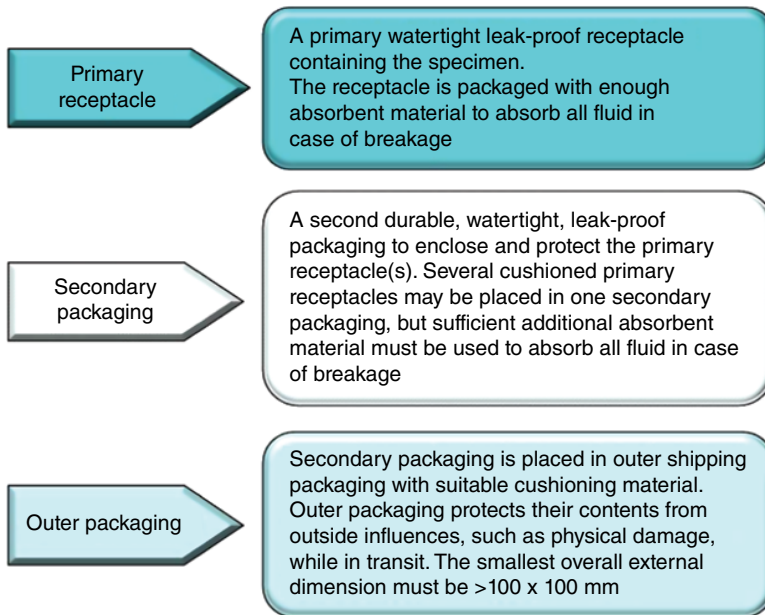 Primary
receptacle
A primary watertight leak-proof receptacle
containing the specimen.
The receptacle is packaged with enough
absorbent material to absorb all fluid in
case of breakage
Secondary
packaging
A second durable, watertight, leak-proof
packaging to enclose and protect the primary
receptacle(s). Several cushioned primary
receptacles may be placed in one secondary
packaging, but sufficient additional absorbent
material must be used to absorb all fluid in case
of breakage
Outer packaging
Secondary packaging is placed in outer shipping
packaging with suitable cushioning material.
Outer packaging protects their contents from
outside influences, such as physical damage,
while in transit. The smallest overall external
dimension must be >100 x 100 mm